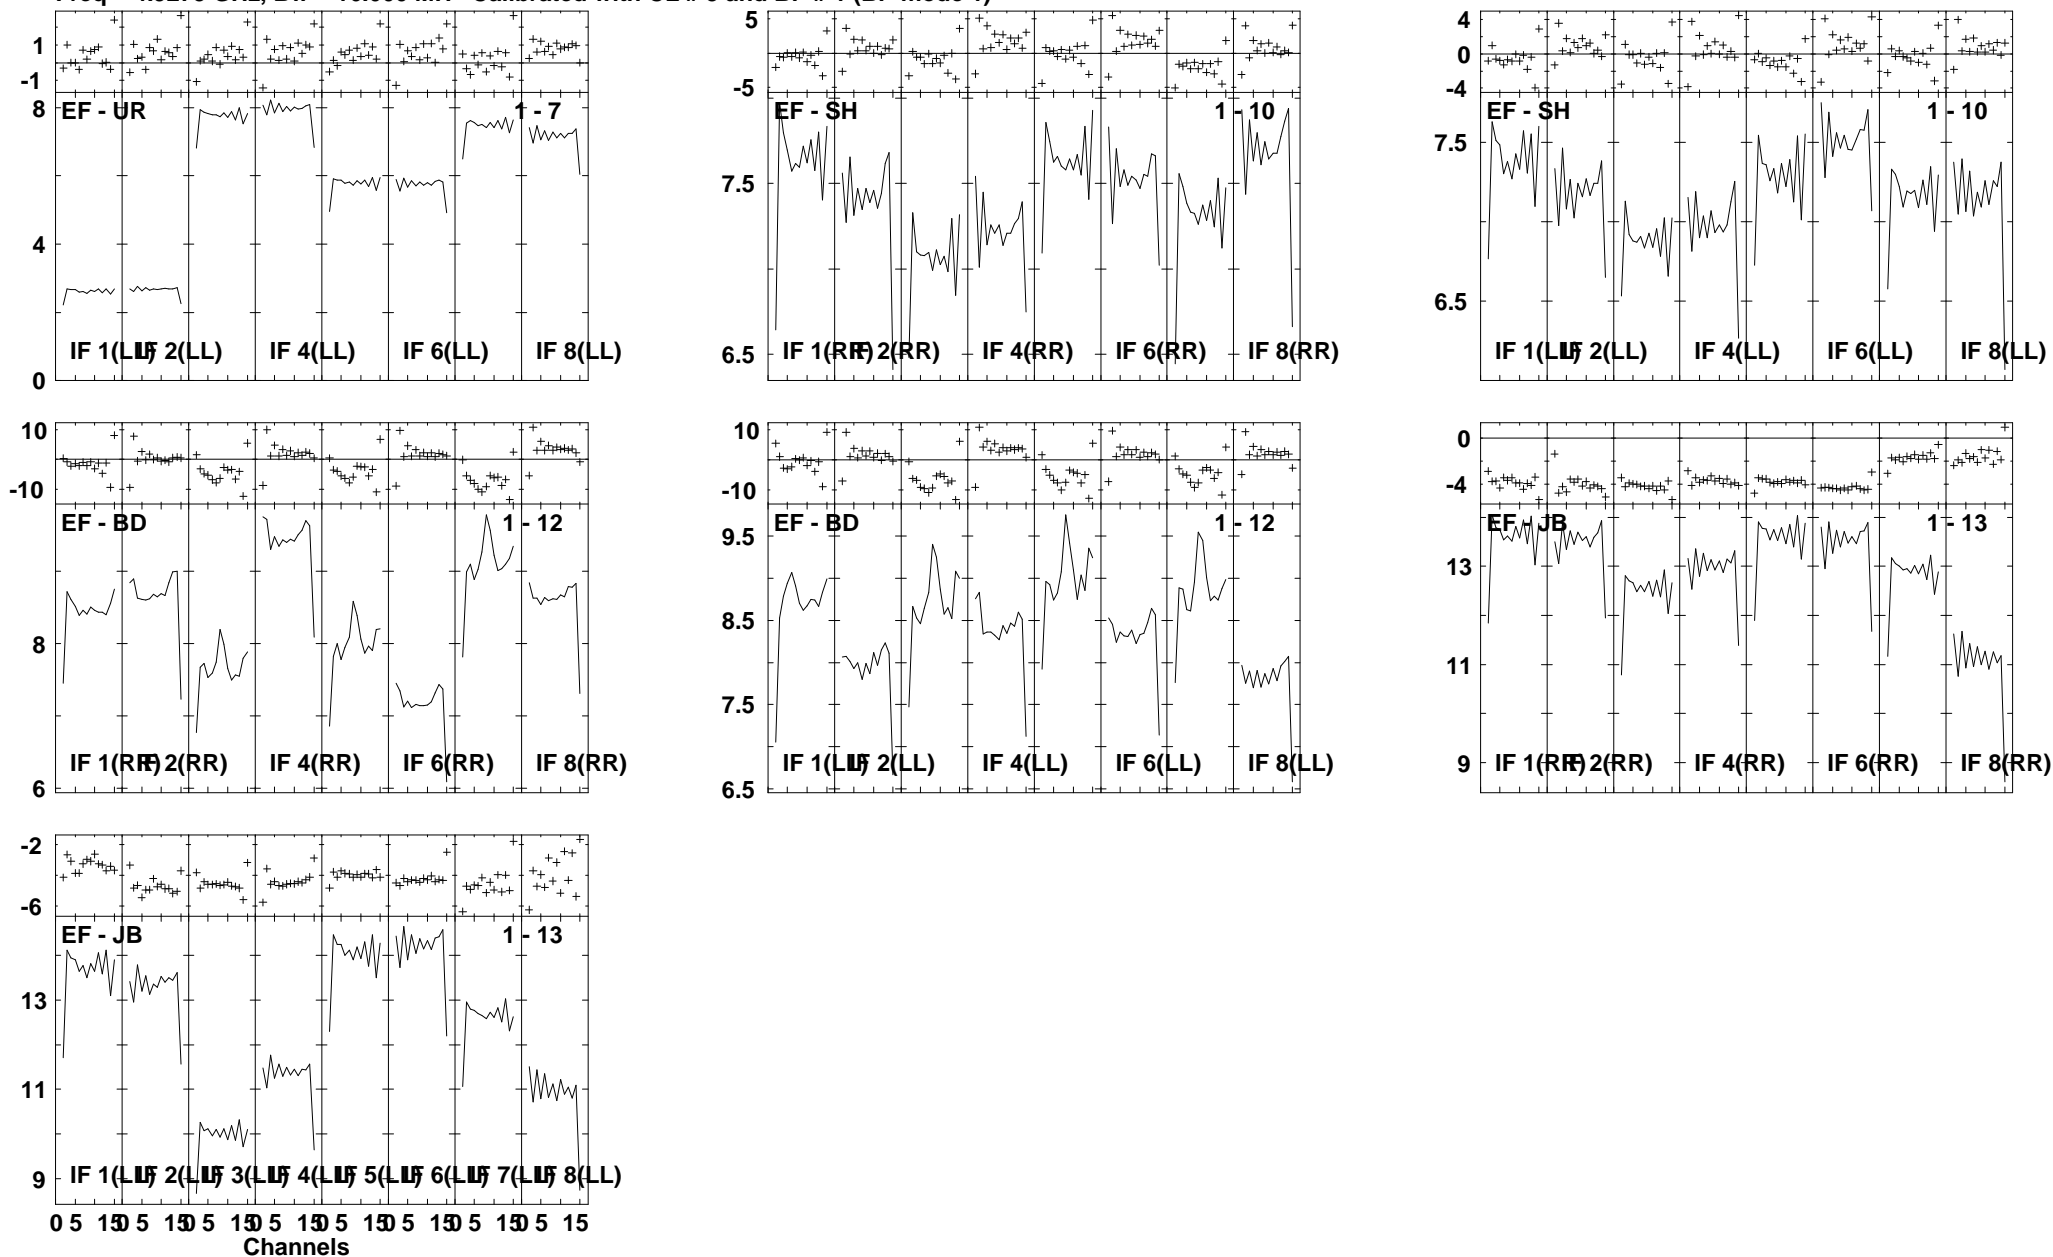 1
-1
8
4
0
EF - UR 1 - 7
IF 1(LL) IF 2(LL) IF 4(LL) IF 6(LL) IF 8(LL)
5
0
-5
7.5
6.5
EF - SH 1 - 10
IF 1(RR) IF 2(RR) IF 4(RR) IF 6(RR) IF 8(RR)
4
0
-4
7.5
6.5
EF - SH 1 - 10
IF 1(LL) IF 2(LL) IF 4(LL) IF 6(LL) IF 8(LL)
10
-10
8
6
EF - BD 1 - 12
IF 1(RR) IF 2(RR) IF 4(RR) IF 6(RR) IF 8(RR)
10
-10
9.5
8.5
7.5
6.5
EF - BD 1 - 12
IF 1(LL) IF 2(LL) IF 4(LL) IF 6(LL) IF 8(LL)
0
-4
13
11
9
EF - JB 1 - 13
IF 1(RR) IF 2(RR) IF 4(RR) IF 6(RR) IF 8(RR)
-2
-6
13
11
9
EF - JB 1 - 13
IF 1(LL) IF 2(LL) IF 3(LL) IF 4(LL) IF 5(LL) IF 6(LL) IF 7(LL) IF 8(LL)
0 5 15 0 5 15 0 5 15 0 5 15 0 5 15 0 5 15 0 5 15 0 5 15
Channels